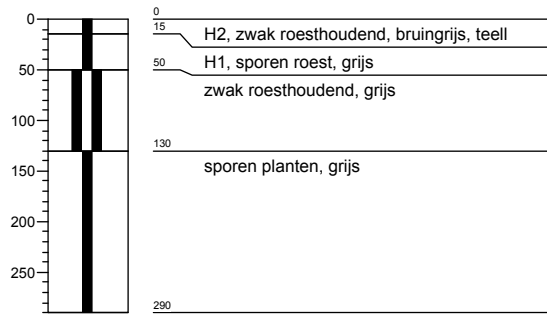 0
0
15
H2, zwak roesthoudend, bruingrijs, teell
50
50
H1, sporen roest, grijs
zwak roesthoudend, grijs
100
130
150
sporen planten, grijs
200
250
290